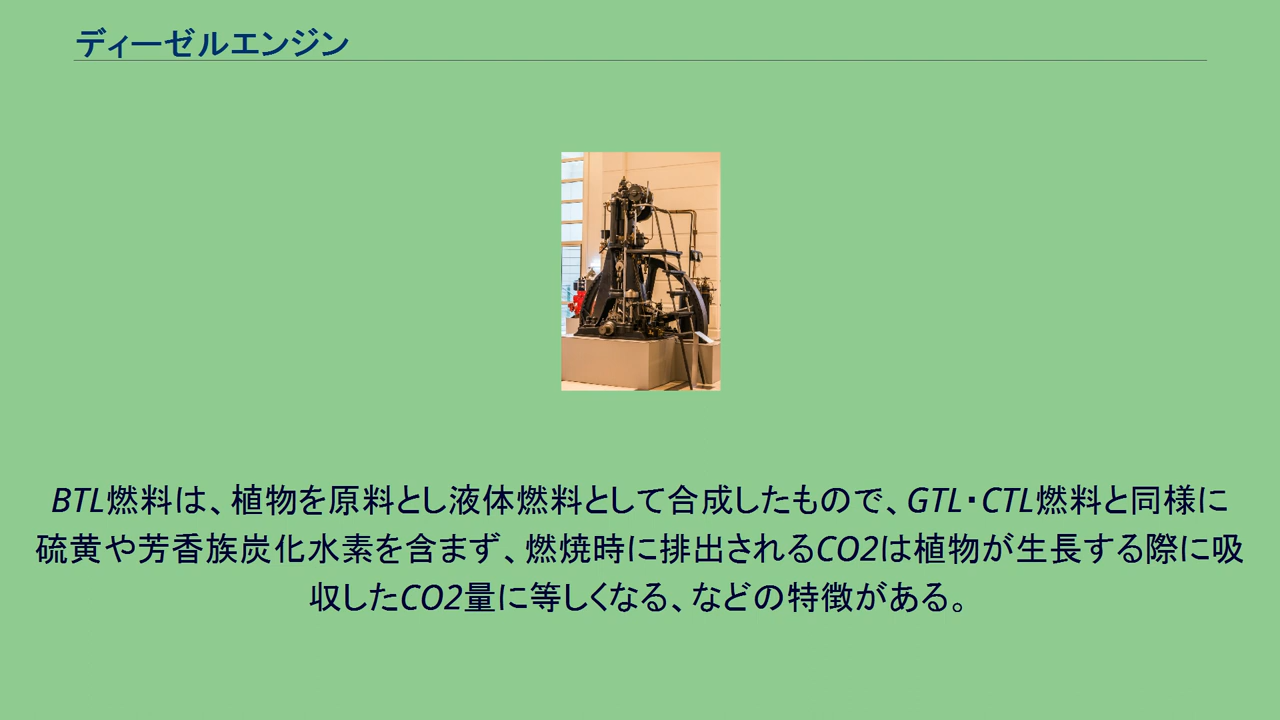 ディーゼルエンジン
BTL燃料は、植物を原料とし液体燃料として合成したもので、GTL・CTL燃料と同様に
硫黄や芳香族炭化水素を含まず、燃焼時に排出されるCO2は植物が生長する際に吸
収したCO2量に等しくなる、などの特徴がある。